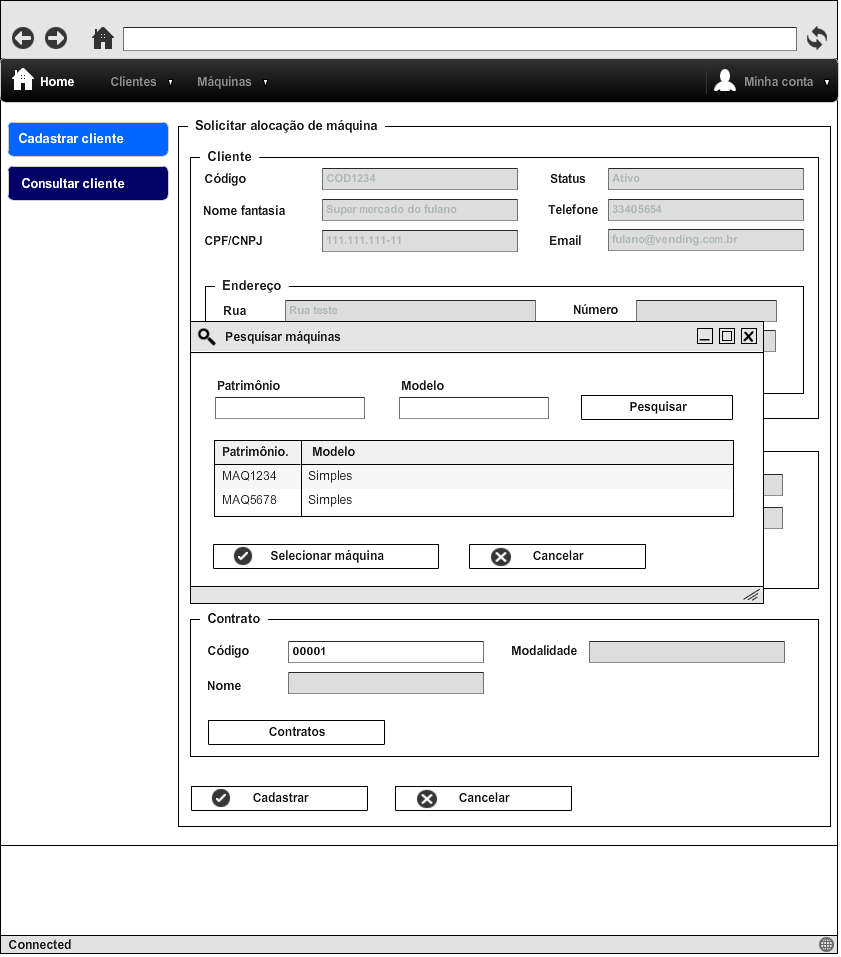 Home Clientes Máquinas Minha conta
Cadastrar cliente
Consultar cliente
Solicitar alocação de máquina
Cliente
Código COD1234 Status Ativo
Nome fantasia Super mercado do fulano Telefone 33405654
CPF/CNPJ 111.111.111-11 Email fulano@vending.com.br
Endereço
Rua Rua teste Número
Pesquisar máquinas
Patrimônio Modelo
Pesquisar
Patrimônio. Modelo
MAQ1234 Simples
MAQ5678 Simples
Selecionar máquina Cancelar
Contrato
Código 00001 Modalidade
Nome
Contratos
Cadastrar Cancelar
Connected